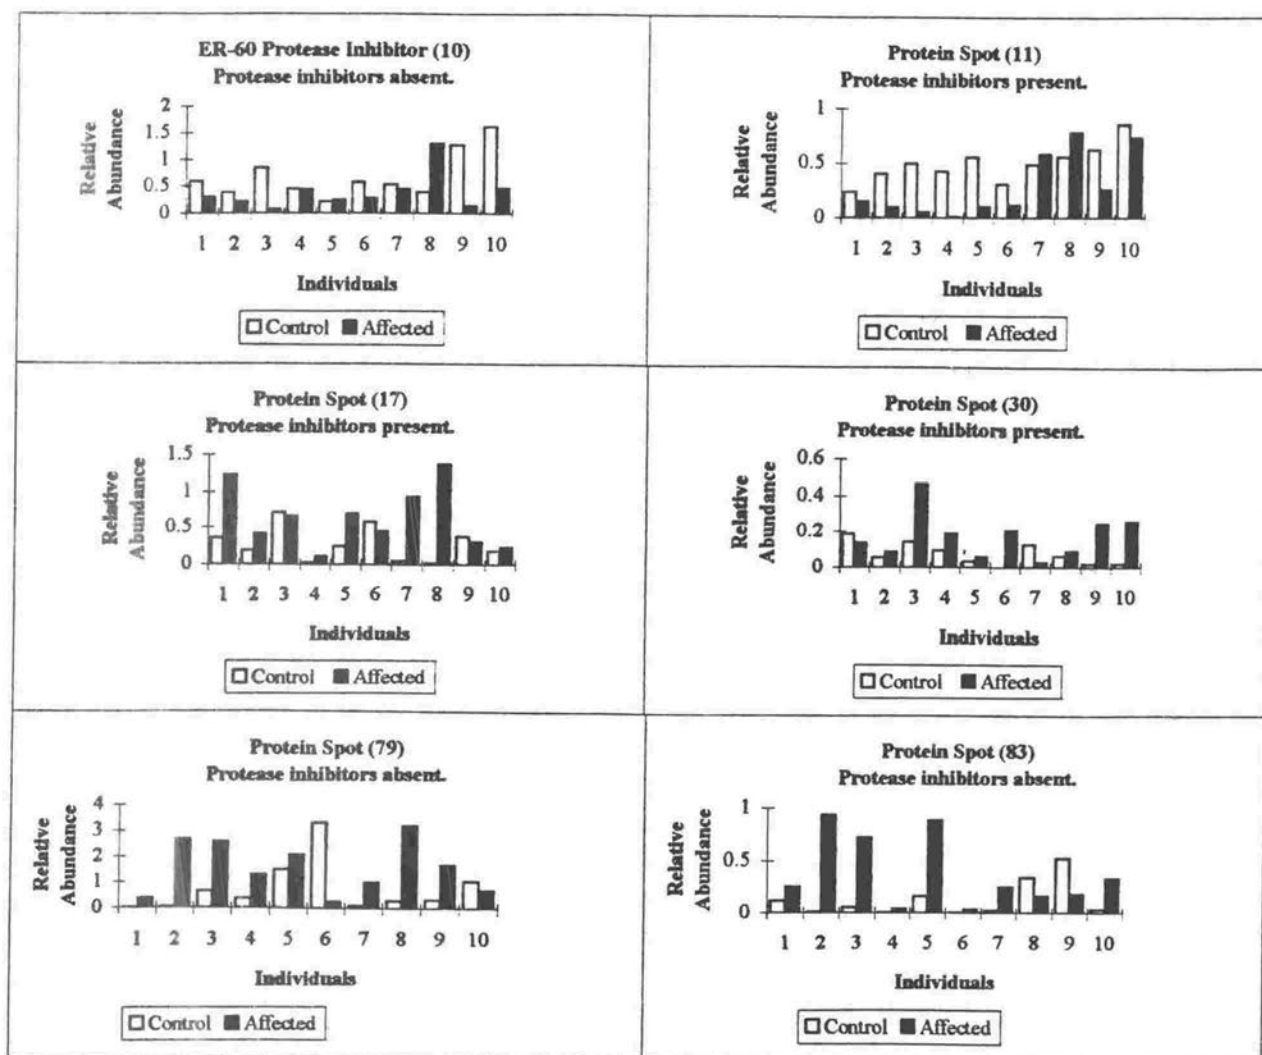 ER-60 Protease Inhibitor (10)
Protease inhibitors absent.
Relative
Abundance
2
1.5
1
0.5
0
1 2 3 4 5 6 7 8 9 10
Individuals
Control Affected
Protein Spot (11)
Protease inhibitors present.
Relative
Abundance
1
0.5
0
1 2 3 4 5 6 7 8 9 10
Individuals
Control Affected
Protein Spot (17)
Protease inhibitors present.
Relative
Abundance
1.5
1
0.5
0
1 2 3 4 5 6 7 8 9 10
Individuals
Control Affected
Protein Spot (30)
Protease inhibitors present.
Relative
Abundance
0.6
0.4
0.2
0
1 2 3 4 5 6 7 8 9 10
Individuals
Control Affected
Protein Spot (79)
Protease inhibitors absent.
Relative
Abundance
4
3
2
1
0
1 2 3 4 5 6 7 8 9 10
Individuals
Control Affected
Protein Spot (83)
Protease inhibitors absent.
Relative
Abundance
1
0.5
0
1 2 3 4 5 6 7 8 9 10
Individuals
Control Affected